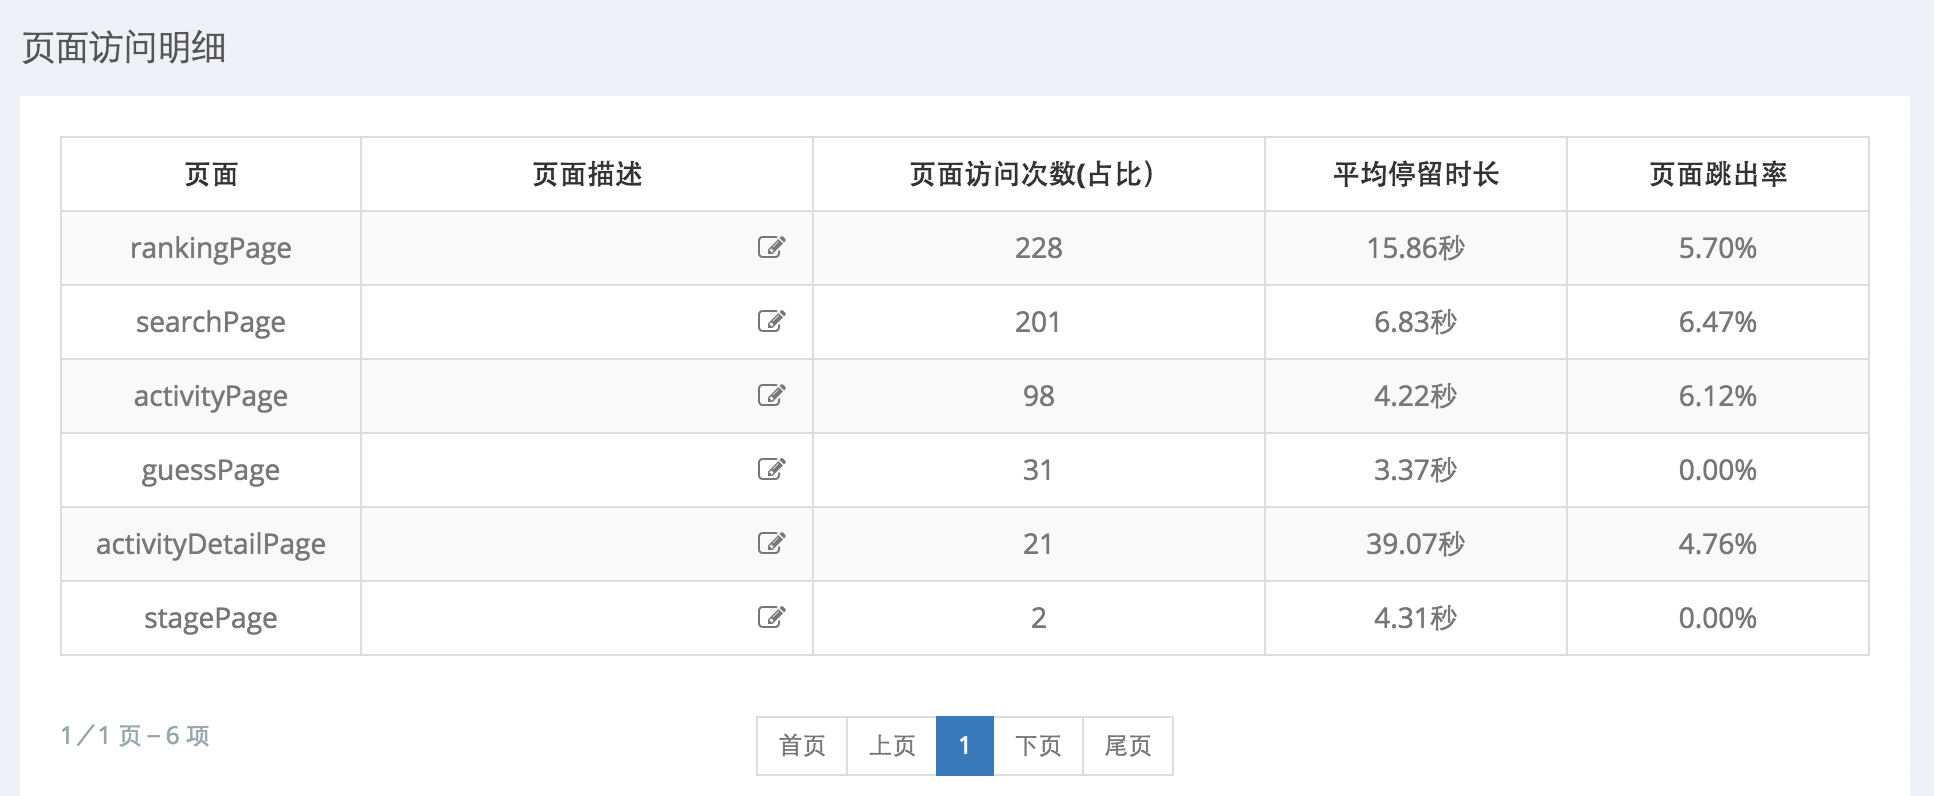 页面访问明细
页面 页面描述 页面访问次数(占比) 平均停留时长 页面跳出率
rankingPage 228 15.86秒 5.70%
searchPage 201 6.83秒 6.47%
activityPage 98 4.22秒 6.12%
guessPage 31 3.37秒 0.00%
activityDetailPage 21 39.07秒 4.76%
stagePage 2 4.31秒 0.00%
1／1 页 – 6 项
首页 上页 1 下页 尾页